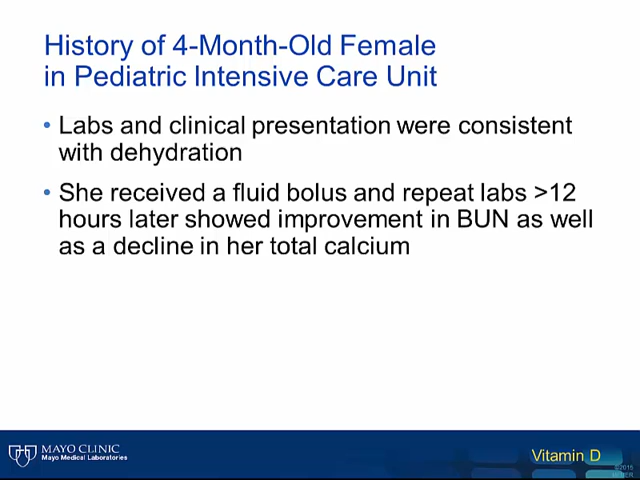 History of 4-Month-Old Female
in Pediatric Intensive Care Unit
• Labs and clinical presentation were consistent
with dehydration
• She received a fluid bolus and repeat labs >12
hours later showed improvement in BUN as well
as a decline in her total calcium
MAYO CLINIC
Mayo Medical Laboratories
Vitamin D
©2015